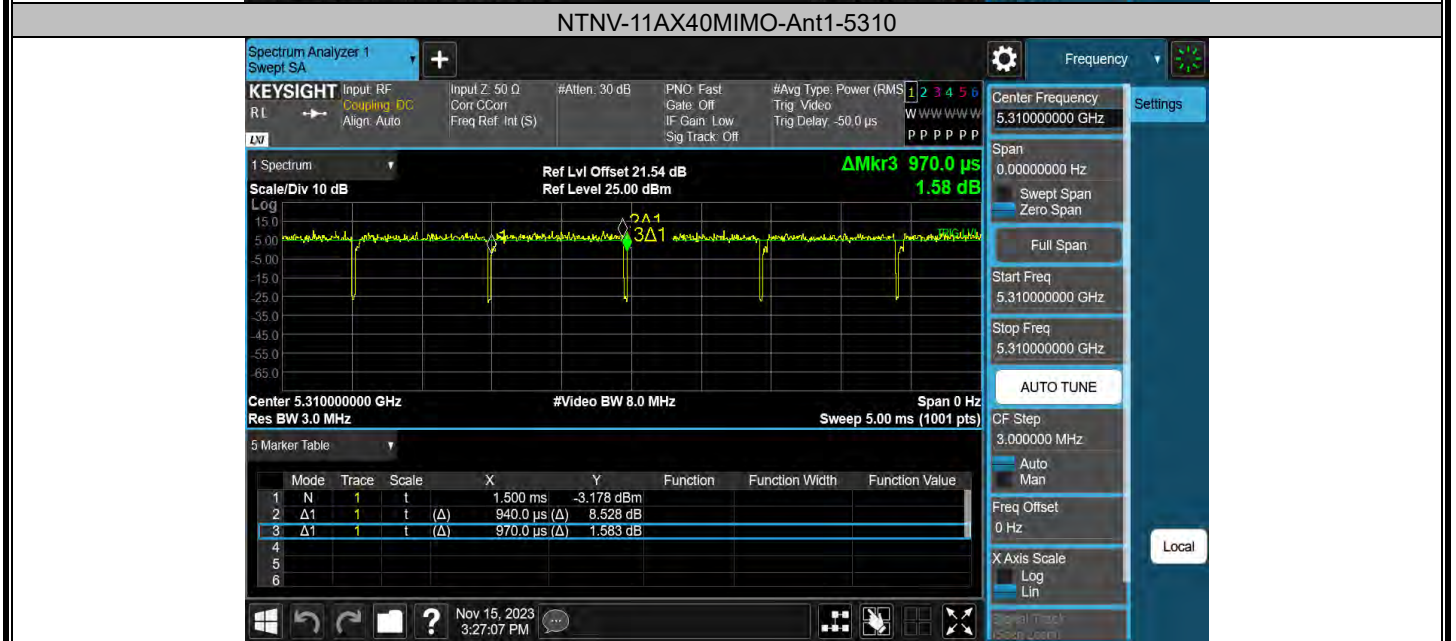 NTNV-11AX40MIMO-Ant1-5310
Spectrum Analyzer 1
Swept SA
+
Frequency
KEYSIGHT
RL
LXI
Input: RF
Coupling: DC
Align: Auto
Input Z: 50 Ω
Corr CCorr
Freq Ref: Int (S)
#Atten: 30 dB
PNO: Fast
Gate: Off
IF Gain: Low
Sig Track: Off
#Avg Type: Power (RMS
Trig: Video
Trig Delay: -50.0 µs
1 2 3 4 5 6
W W W W W W
P P P P P P
1 Spectrum
Scale/Div 10 dB
Ref Lvl Offset 21.54 dB
Ref Level 25.00 dBm
ΔMkr3 970.0 µs
1.58 dB
Log
15.0
5.00
-5.00
-15.0
-25.0
-35.0
-45.0
-55.0
-65.0
2Δ1
3Δ1
1
TRIG LVL
Center 5.310000000 GHz
#Video BW 8.0 MHz
Span 0 Hz
Res BW 3.0 MHz
Sweep 5.00 ms (1001 pts)
5 Marker Table
Mode Trace Scale X Y Function Function Width Function Value
1 N 1 t 1.500 ms -3.178 dBm
2 Δ1 1 t (Δ) 940.0 µs (Δ) 8.528 dB
3 Δ1 1 t (Δ) 970.0 µs (Δ) 1.583 dB
4
5
6
?
Nov 15, 2023
3:27:07 PM
Center Frequency
5.310000000 GHz
Settings
Span
0.00000000 Hz
Swept Span
Zero Span
Full Span
Start Freq
5.310000000 GHz
Stop Freq
5.310000000 GHz
AUTO TUNE
CF Step
3.000000 MHz
Auto
Man
Freq Offset
0 Hz
X Axis Scale
Log
Lin
Signal Track
(Span Zoom)
Local